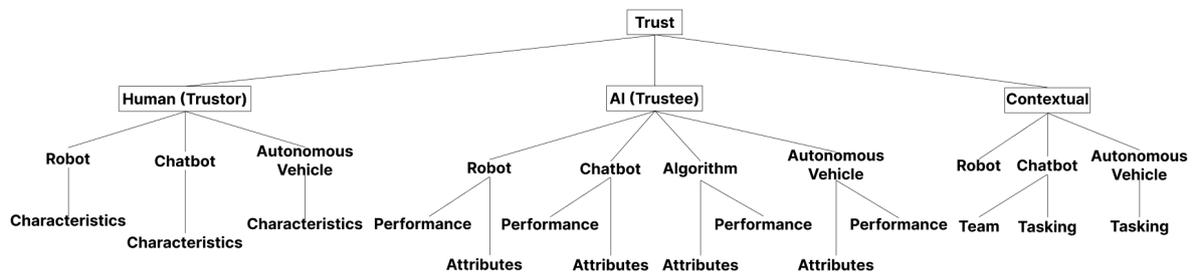 Trust
Human (Trustor)
AI (Trustee)
Contextual
Robot
Chatbot
Autonomous
Vehicle
Robot
Chatbot
Algorithm
Autonomous
Vehicle
Robot
Chatbot
Autonomous
Vehicle
Characteristics
Characteristics
Characteristics
Performance
Attributes
Performance
Attributes
Attributes
Performance
Attributes
Performance
Team
Tasking
Tasking